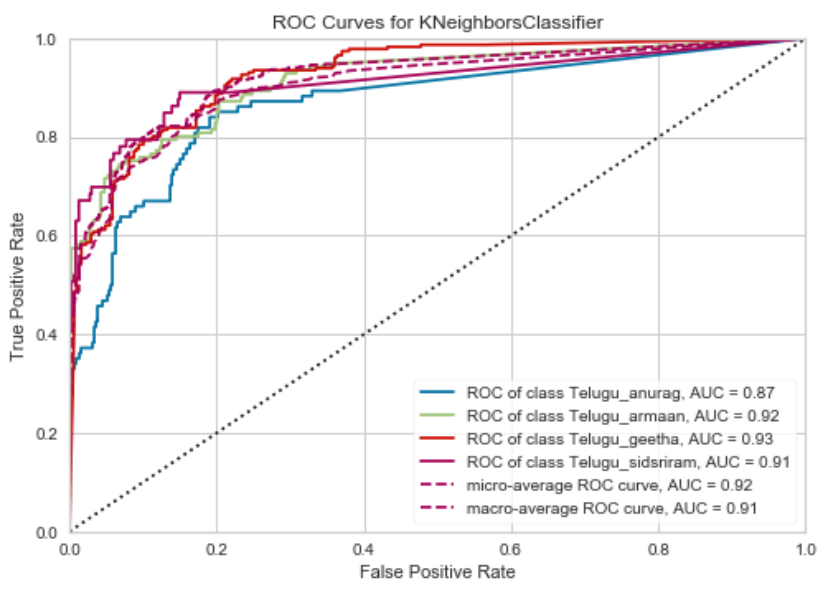 ROC Curves for KNeighborsClassifier
True Positive Rate
1.0
0.8
0.6
0.4
0.2
0.0
ROC of class Telugu_anurag, AUC = 0.87
ROC of class Telugu_armaan, AUC = 0.92
ROC of class Telugu_geetha, AUC = 0.93
ROC of class Telugu_sidsriram, AUC = 0.91
micro-average ROC curve, AUC = 0.92
macro-average ROC curve, AUC = 0.91
0.0 0.2 0.4 0.6 0.8 1.0
False Positive Rate